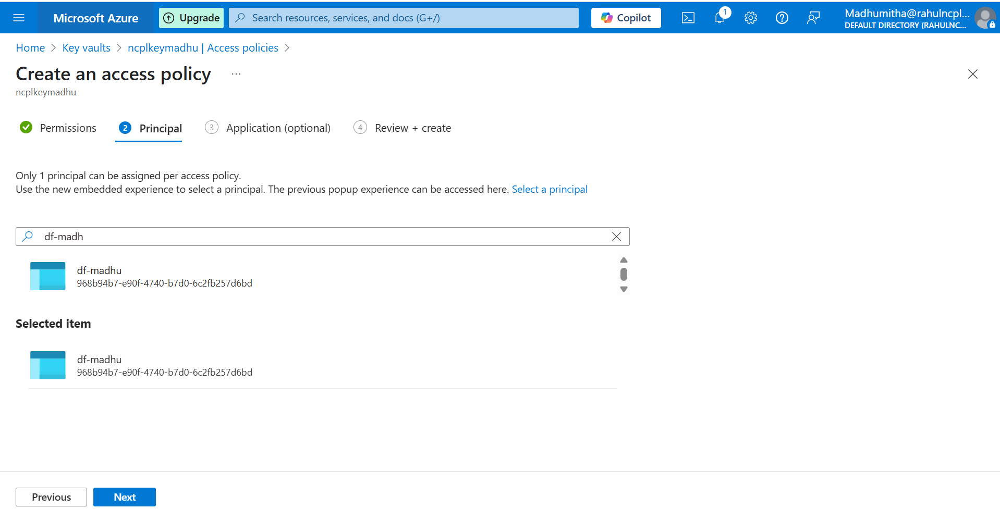 Microsoft Azure
Upgrade
Search resources, services, and docs (G+/)
Copilot
1
Madhumitha@rahulncpl...
DEFAULT DIRECTORY (RAHULNC...
Home > Key vaults > ncplkeymadhu | Access policies >
Create an access policy ...
ncplkeymadhu
Permissions
2 Principal
3 Application (optional)
4 Review + create
Only 1 principal can be assigned per access policy.
Use the new embedded experience to select a principal. The previous popup experience can be accessed here. Select a principal
df-madh
df-madhu
968b94b7-e90f-4740-b7d0-6c2fb257d6bd
Selected item
df-madhu
968b94b7-e90f-4740-b7d0-6c2fb257d6bd
Previous
Next